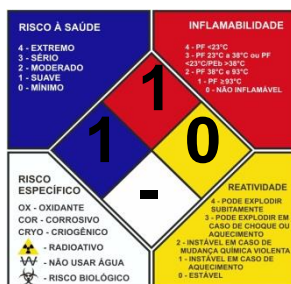 RISCO À SAÚDE
4 - EXTREMO
3 - SÉRIO
2 - MODERADO
1 - SUAVE
0 - MÍNIMO
INFLAMABILIDADE
4 - PF <23°C
3 - PF 23°C a 38°C ou PF
<23°C/PEb >38°C
2 - PF 38°C e 93°C
1 - PF ≥93°C
0 - NÃO INFLAMÁVEL
1
1
0
-
RISCO
ESPECÍFICO
OX - OXIDANTE
COR - CORROSIVO
CRYO - CRIOGÊNICO
- RADIOATIVO
W - NÃO USAR ÁGUA
- RISCO BIOLÓGICO
REATIVIDADE
4 - PODE EXPLODIR
SUBITAMENTE
3 - PODE EXPLODIR EM
CASO DE CHOQUE OU
AQUECIMENTO
2 - INSTÁVEL EM CASO DE
MUDANÇA QUÍMICA VIOLENTA
1 - INSTÁVEL EM CASO DE
AQUECIMENTO
0 - ESTÁVEL